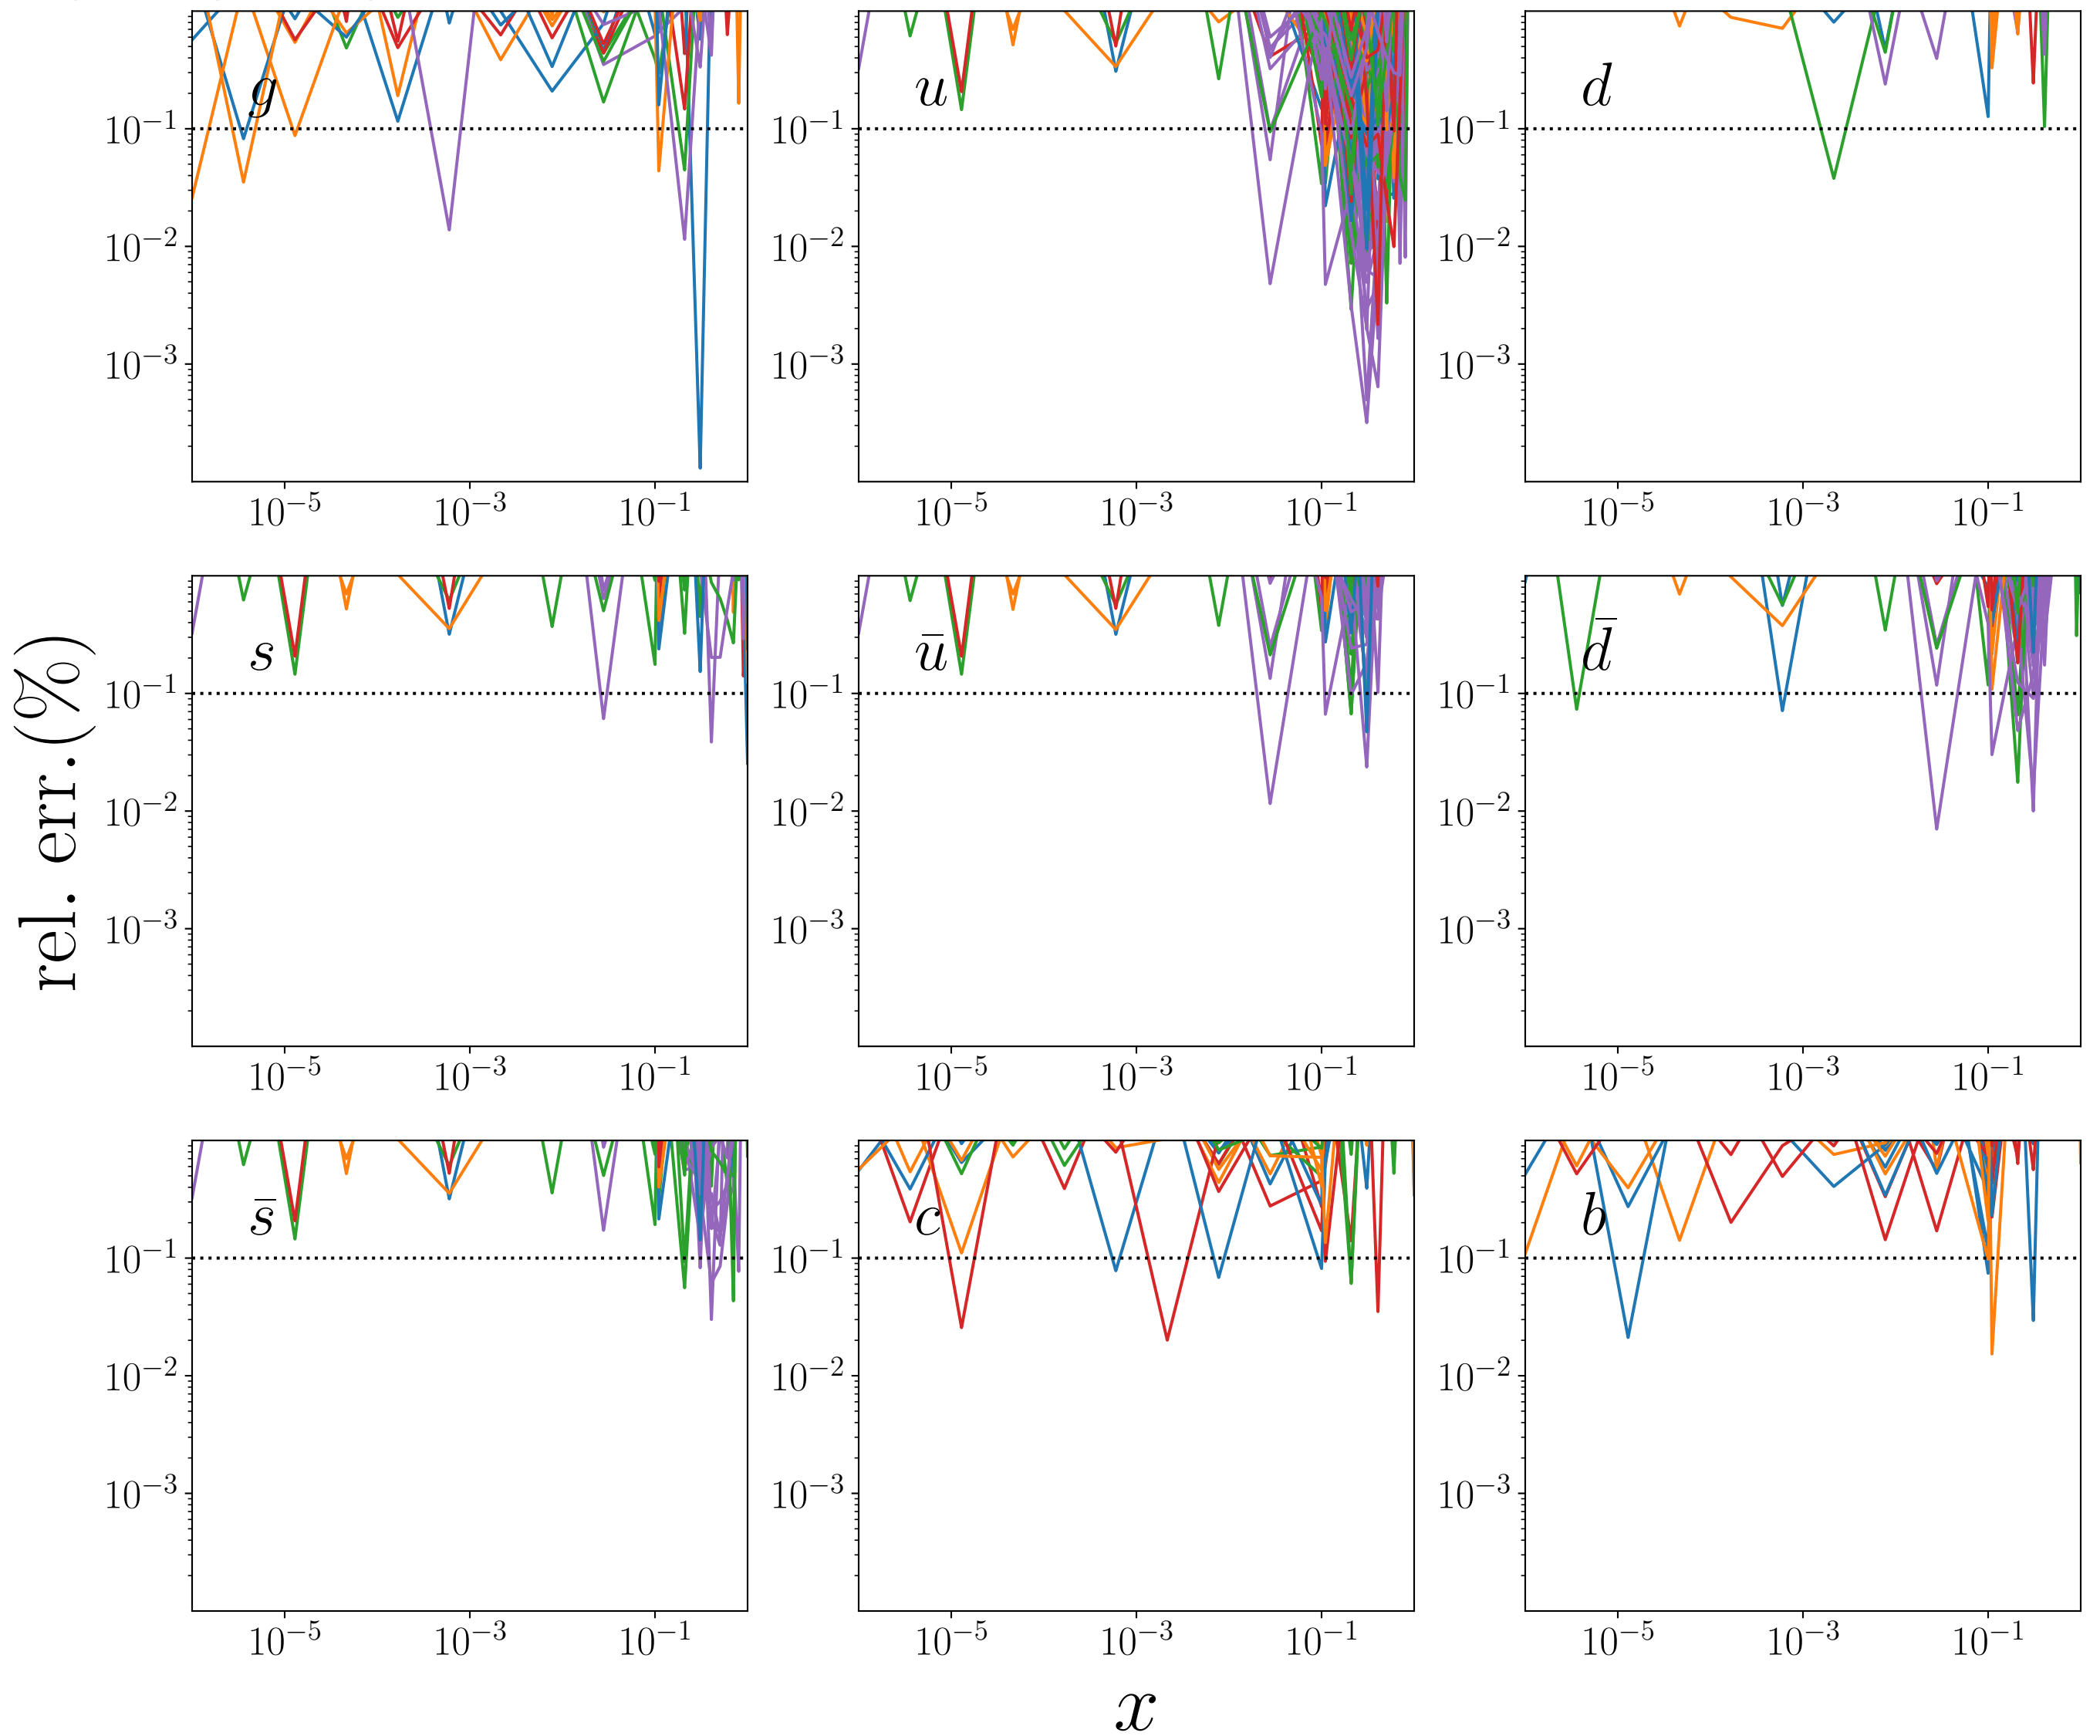 g
u
d
10⁻¹ 10⁻¹ 10⁻¹
10⁻² 10⁻² 10⁻²
10⁻³ 10⁻³ 10⁻³
10⁻⁵ 10⁻³ 10⁻¹ 10⁻⁵ 10⁻³ 10⁻¹ 10⁻⁵ 10⁻³ 10⁻¹
rel. err.(%)
s
ū
d̄
10⁻¹ 10⁻¹ 10⁻¹
10⁻² 10⁻² 10⁻²
10⁻³ 10⁻³ 10⁻³
10⁻⁵ 10⁻³ 10⁻¹ 10⁻⁵ 10⁻³ 10⁻¹ 10⁻⁵ 10⁻³ 10⁻¹
s̄
c
b
10⁻¹ 10⁻¹ 10⁻¹
10⁻² 10⁻² 10⁻²
10⁻³ 10⁻³ 10⁻³
10⁻⁵ 10⁻³ 10⁻¹ 10⁻⁵ 10⁻³ 10⁻¹ 10⁻⁵ 10⁻³ 10⁻¹
x